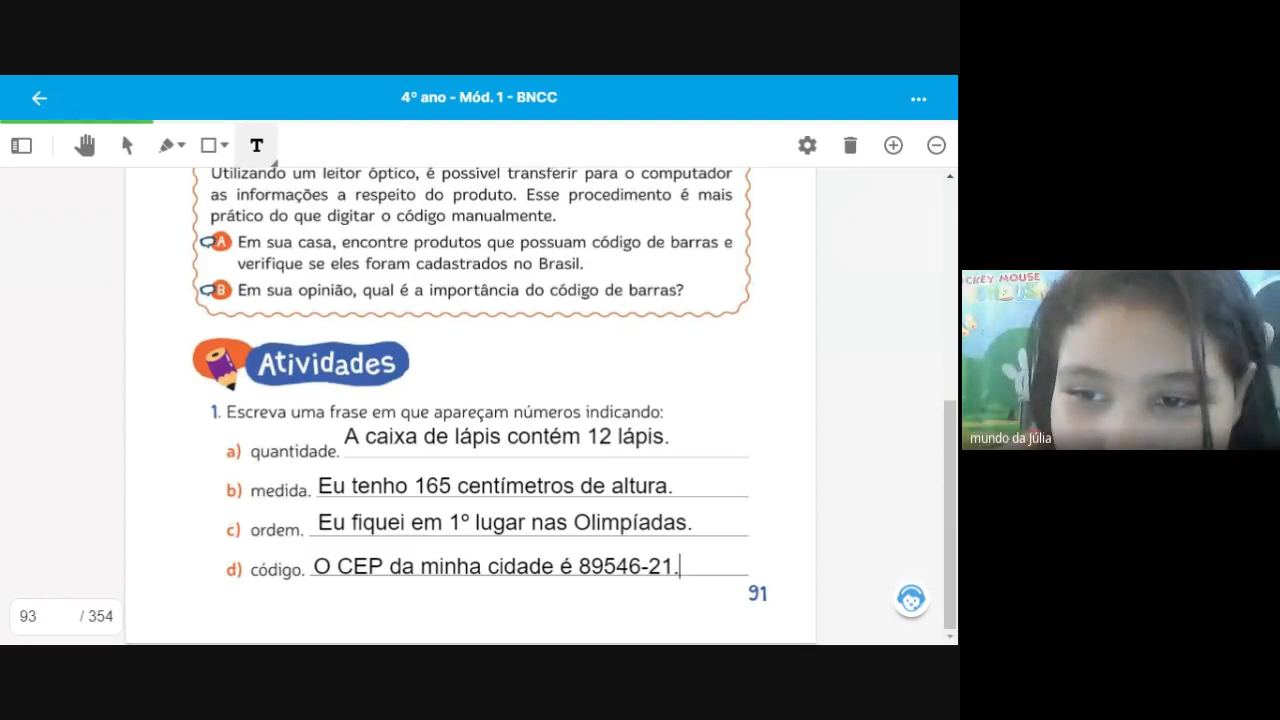 4º ano - Mód. 1 - BNCC
T
Utilizando um leitor óptico, é possível transferir para o computador
as informações a respeito do produto. Esse procedimento é mais
prático do que digitar o código manualmente.
A Em sua casa, encontre produtos que possuam código de barras e
verifique se eles foram cadastrados no Brasil.
B Em sua opinião, qual é a importância do código de barras?
Atividades
1. Escreva uma frase em que apareçam números indicando:
a) quantidade. A caixa de lápis contém 12 lápis.
b) medida. Eu tenho 165 centímetros de altura.
c) ordem. Eu fiquei em 1º lugar nas Olimpíadas.
d) código. O CEP da minha cidade é 89546-21.
91
93 / 354
MOUSE
mundo da Júlia